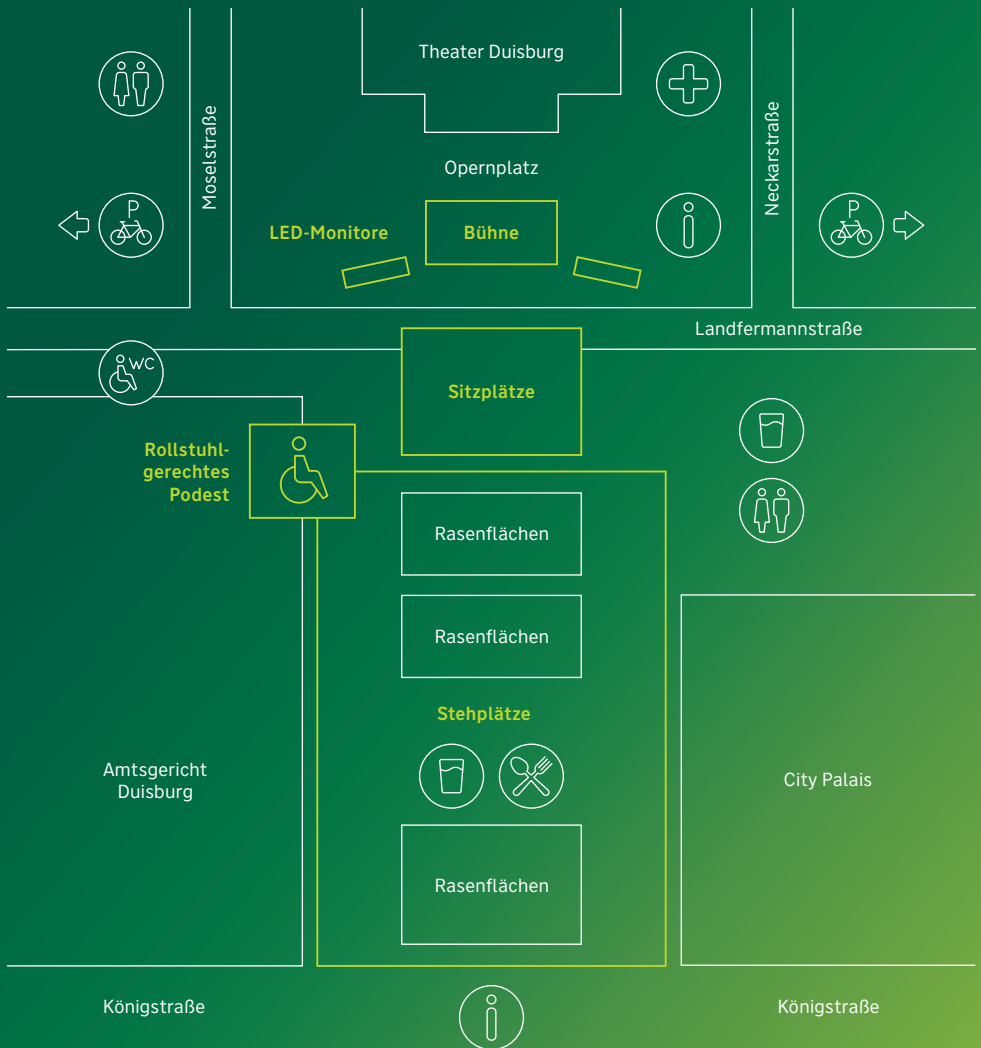 Theater Duisburg
Moselstraße
Neckarstraße
Opernplatz
P
P
LED-Monitore
Bühne
Landfermannstraße
WC
Sitzplätze
Rollstuhl-
gerechtes
Podest
Rasenflächen
Rasenflächen
Stehplätze
Amtsgericht
Duisburg
City Palais
Rasenflächen
Königstraße
Königstraße